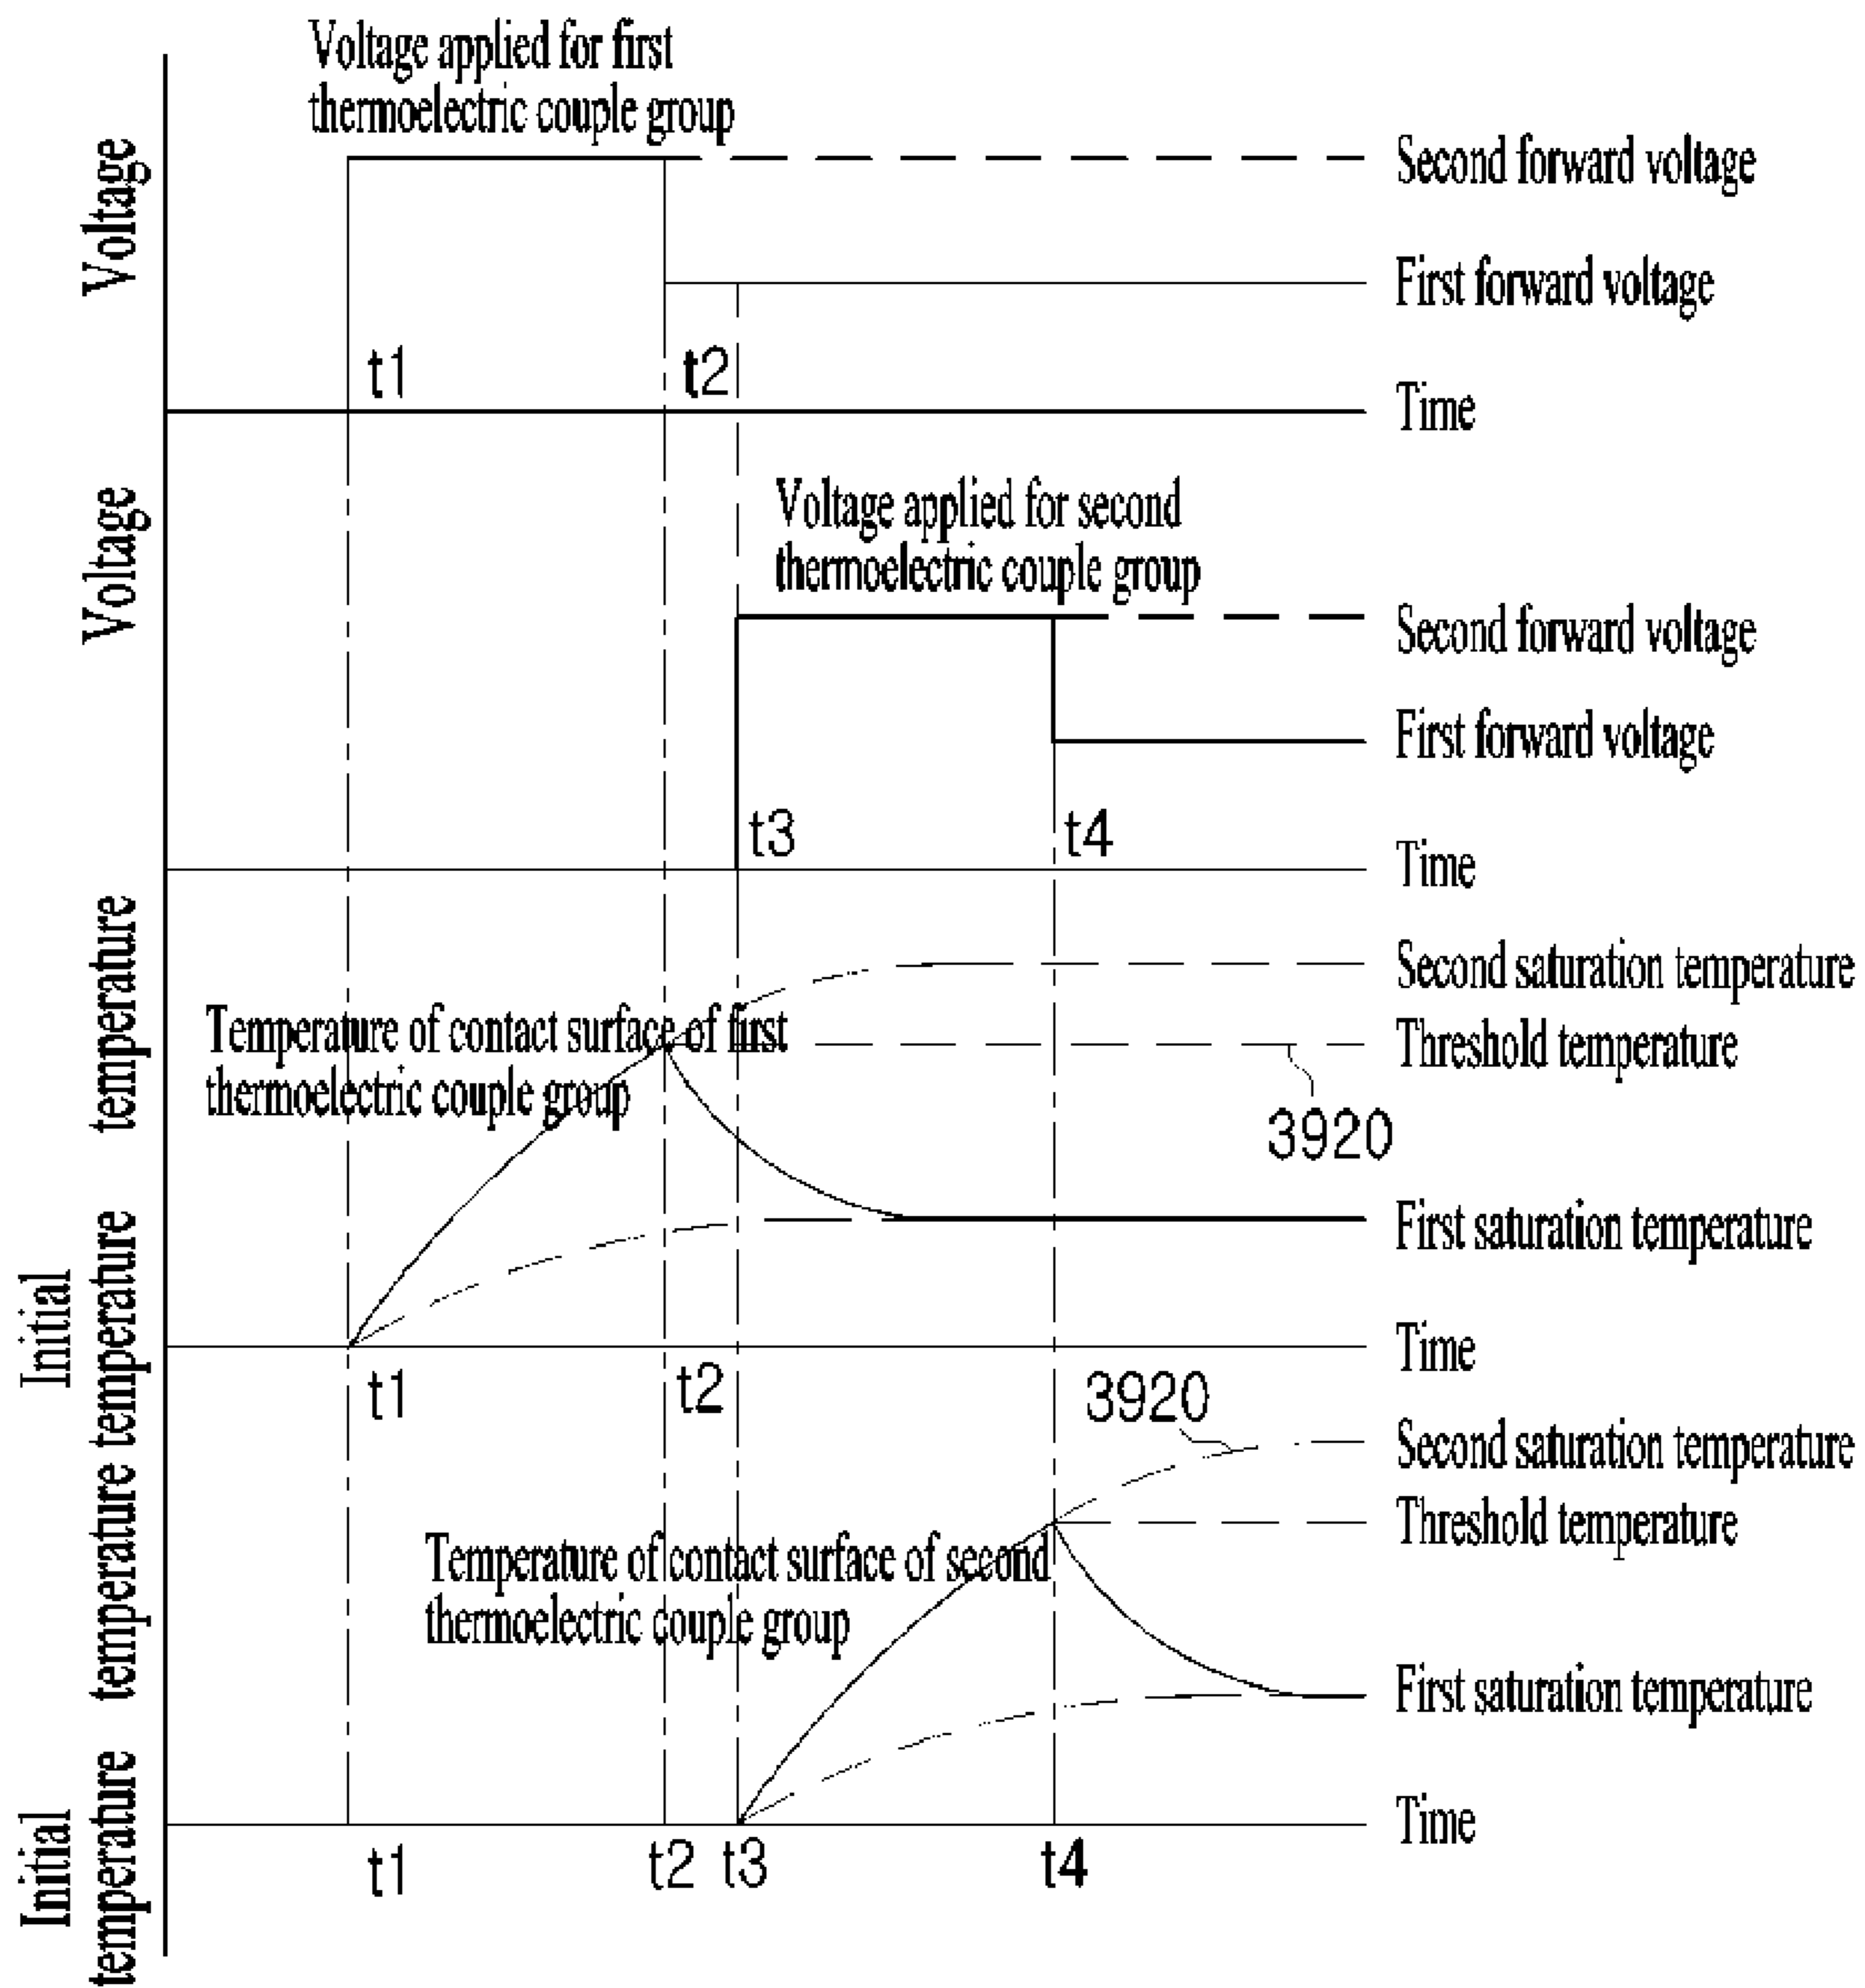 Voltage applied for first
thermoelectric couple group
Voltage
Second forward voltage
First forward voltage
t1
t2
Time
Voltage
Voltage applied for second
thermoelectric couple group
Second forward voltage
First forward voltage
t3
t4
Time
temperature
Second saturation temperature
Temperature of contact surface of first
thermoelectric couple group
Threshold temperature
3920
First saturation temperature
Initial
temperature
Time
t1
t2
3920
temperature
Second saturation temperature
Threshold temperature
Temperature of contact surface of second
thermoelectric couple group
First saturation temperature
Initial
temperature
Time
t1
t2
t3
t4